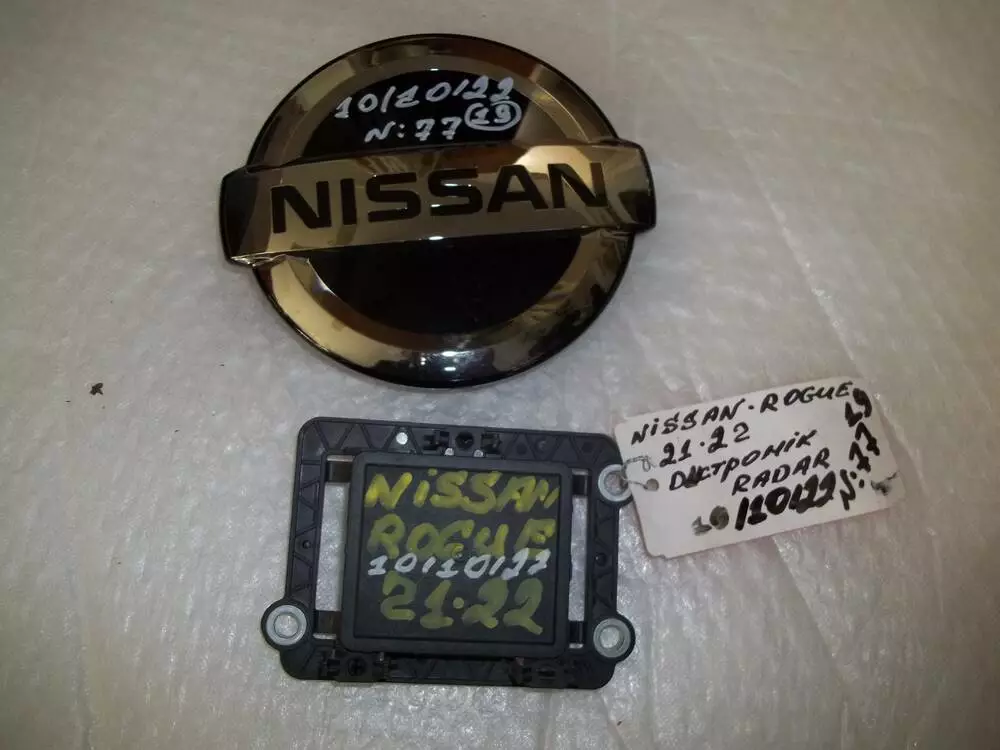 10/10/22
N:77 (19)
NISSAN
NISSAN
ROGUE
10/10/22
21.22
NISSAN.ROGUE
21.22
DИСТРОНІК
RADAR
10/10/22 N:77 19